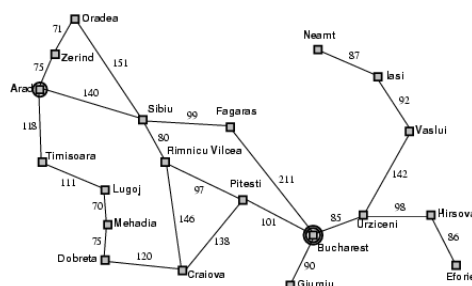 Oradea
71
Neamt
Zerind
87
151
75
Iasi
Arad
140
92
Sibiu
99
Fagaras
118
Vaslui
80
Timisoara
Rimnicu Vilcea
111
211
142
Lugoj
97
Pitesti
70
98
Hirsova
146
85
Mehadia
101
Urziceni
138
86
75
Bucharest
120
Dobreta
90
Craiova
Eforie
Giurgiu